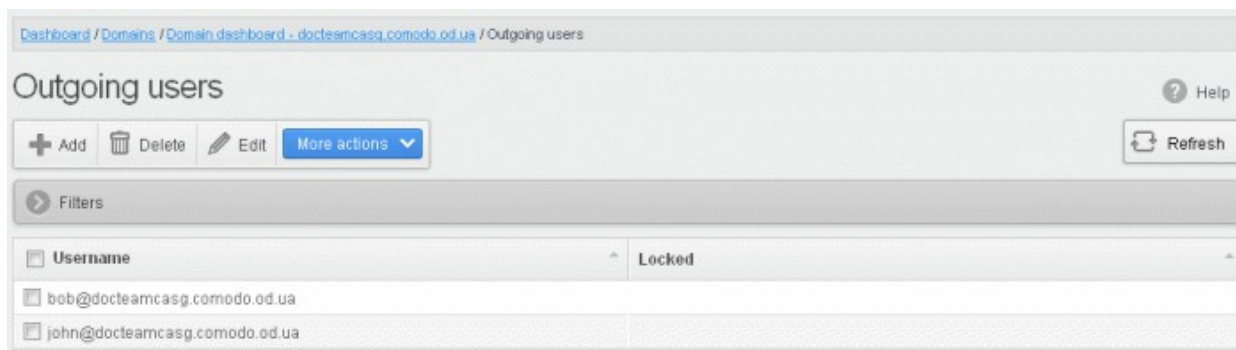 Dashboard / Domains / Domain dashboard - docteamcasg.comodo.od.ua / Outgoing users
Outgoing users
Help
Add Delete Edit More actions
Refresh
Filters
Username Locked
bob@docteamcasg.comodo.od.ua
john@docteamcasg.comodo.od.ua